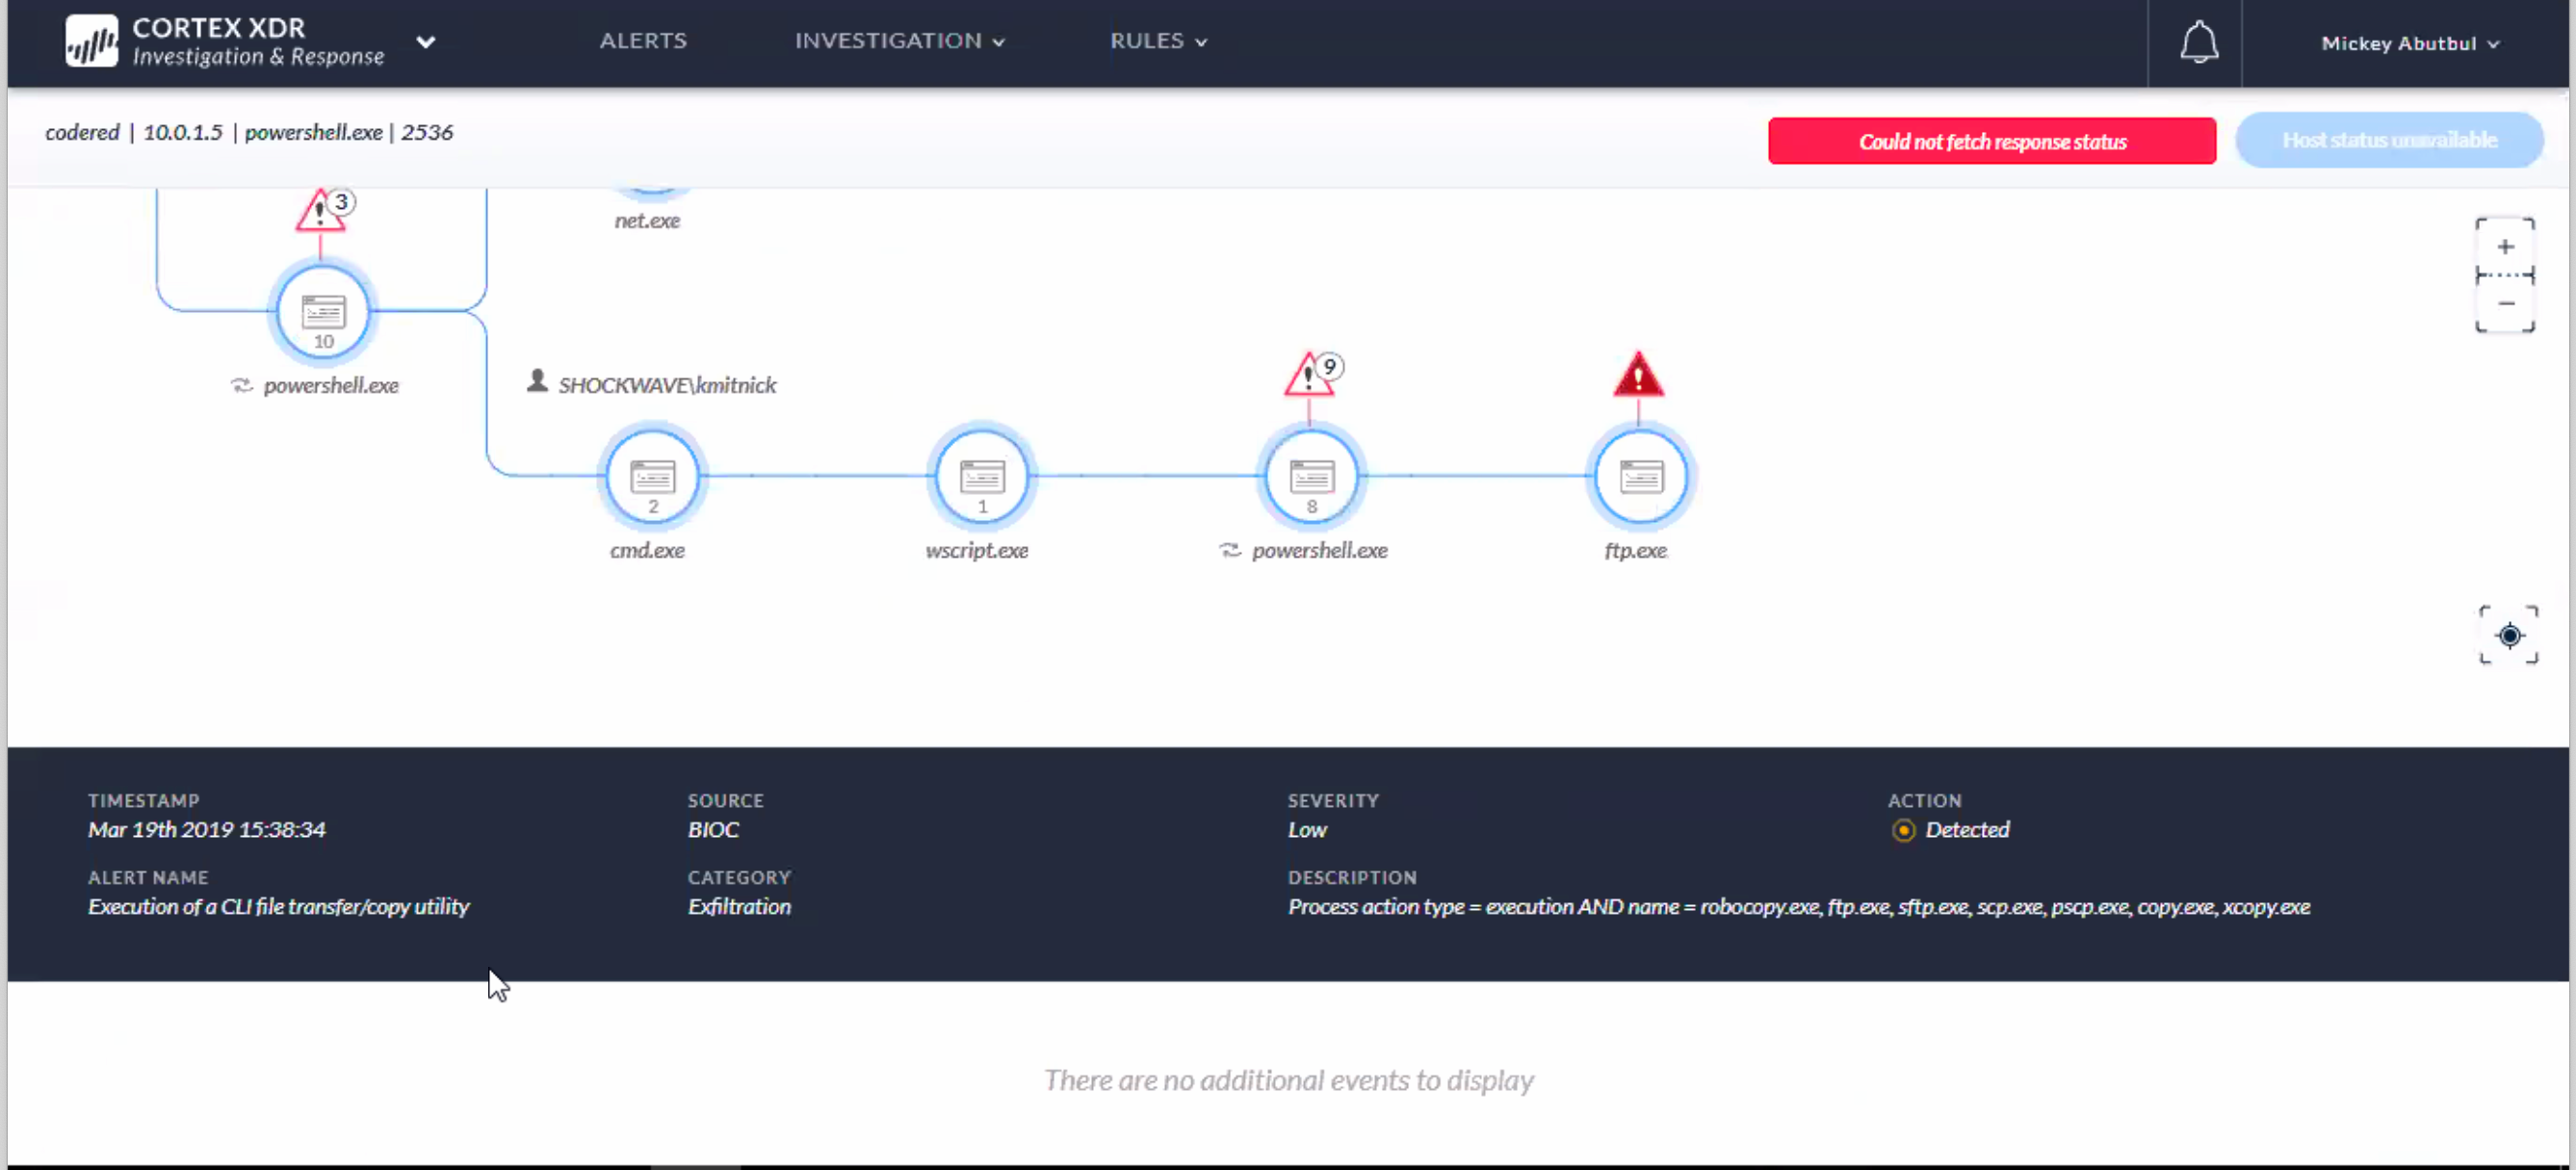 CORTEX XDR
Investigation & Response
ALERTS
INVESTIGATION
RULES
Mickey Abutbul
codered | 10.0.1.5 | powershell.exe | 2536
Could not fetch response status
Host status unavailable
3
net.exe
10
powershell.exe
SHOCKWAVE\kmitnick
9
2
1
8
cmd.exe
wscript.exe
powershell.exe
ftp.exe
TIMESTAMP
Mar 19th 2019 15:38:34
SOURCE
BIOC
SEVERITY
Low
ACTION
Detected
ALERT NAME
Execution of a CLI file transfer/copy utility
CATEGORY
Exfiltration
DESCRIPTION
Process action type = execution AND name = robocopy.exe, ftp.exe, sftp.exe, scp.exe, pscp.exe, copy.exe, xcopy.exe
There are no additional events to display